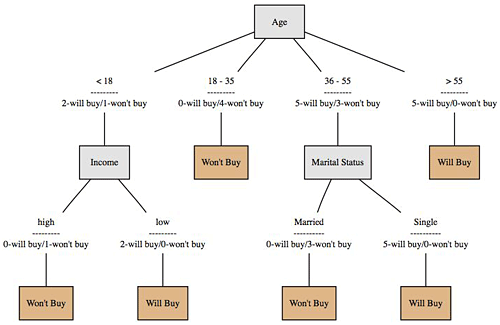 Age
< 18
---------
2-will buy/1-won't buy
18 - 35
---------
0-will buy/4-won't buy
36 - 55
---------
5-will buy/3-won't buy
> 55
---------
5-will buy/0-won't buy
Income
Won't Buy
Marital Status
Will Buy
high
---------
0-will buy/1-won't buy
low
---------
2-will buy/0-won't buy
Married
---------
0-will buy/3-won't buy
Single
---------
5-will buy/0-won't buy
Won't Buy
Will Buy
Won't Buy
Will Buy